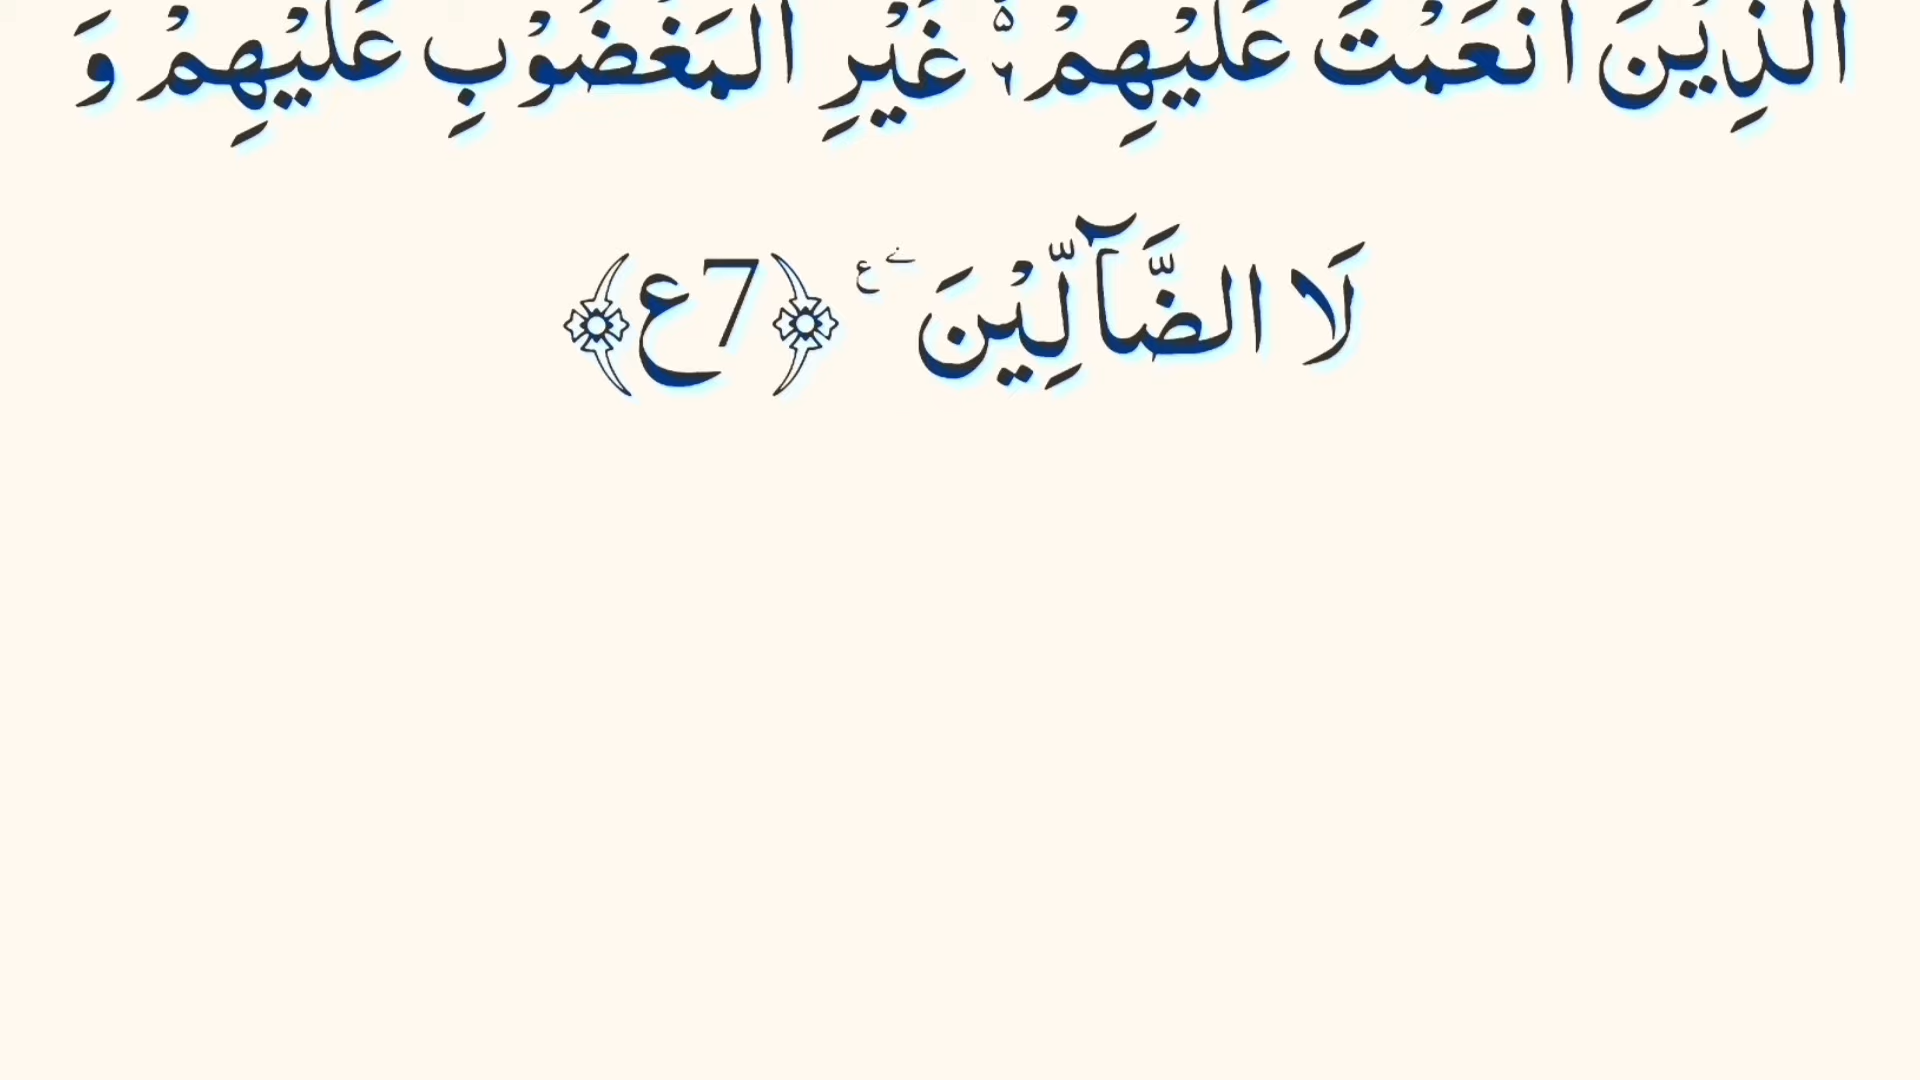 الَّذِیْنَ اَنْعَمْتَ عَلَیْهِمْ ۙ۬ۦ غَیْرِ الْمَغْضُوْبِ عَلَیْهِمْ وَ
لَا الضَّآلِّیْنَ ۧ ﴿7ع﴾